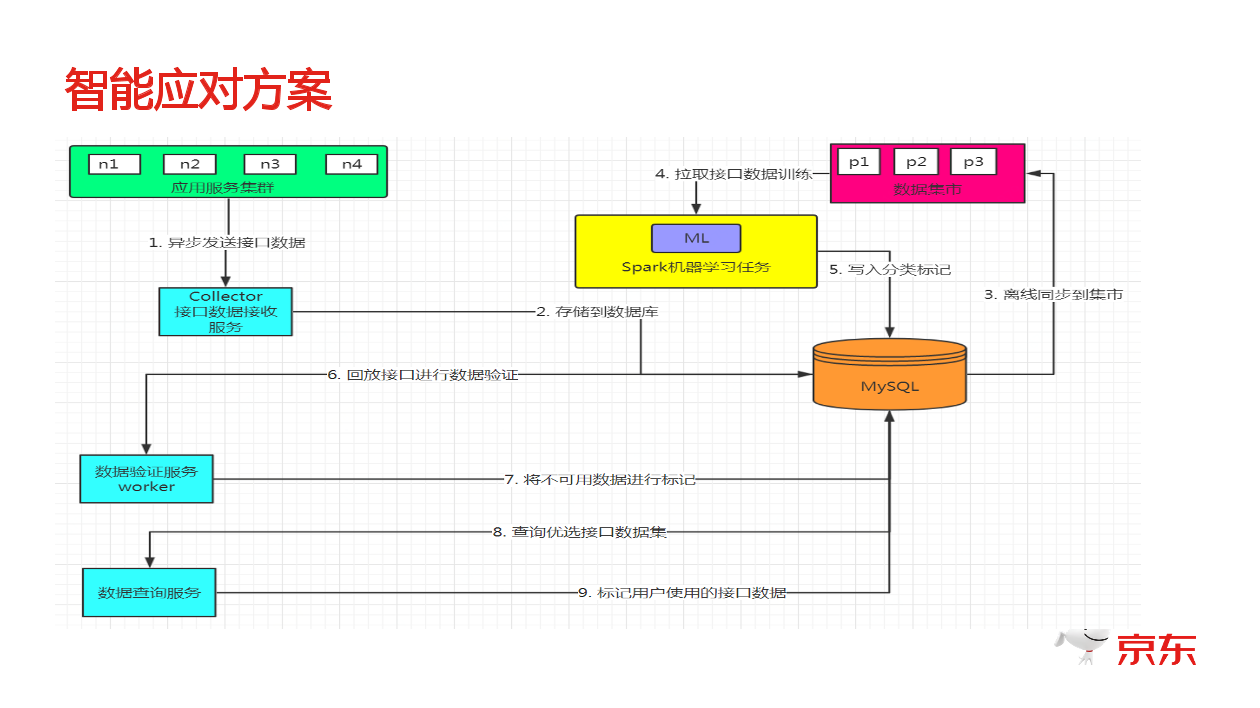 智能应对方案
n1 n2 n3 n4
应用服务集群
p1 p2 p3
数据集市
4. 拉取接口数据训练
ML
Spark机器学习任务
1. 异步发送接口数据
5. 写入分类标记
3. 离线同步到集市
Collector
接口数据接收
服务
2. 存储到数据库
6. 回放接口进行数据验证
MySQL
数据验证服务
worker
7. 将不可用数据进行标记
8. 查询优选接口数据集
数据查询服务
9. 标记用户使用的接口数据
京东